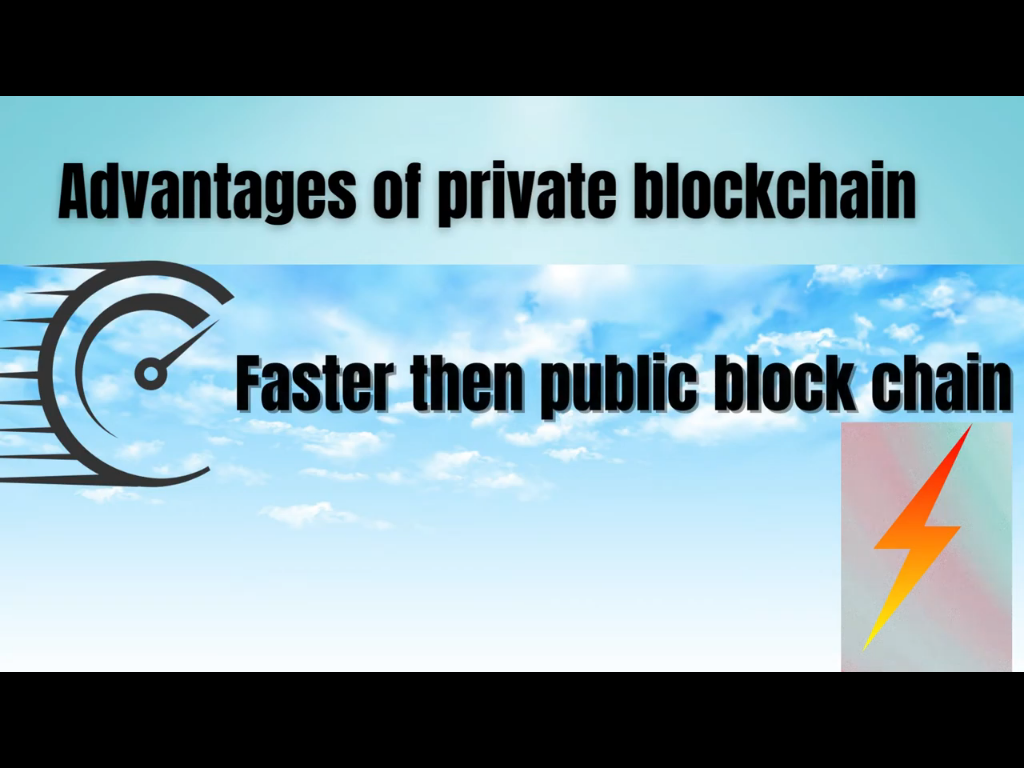 Advantages of private blockchain
Faster then public block chain